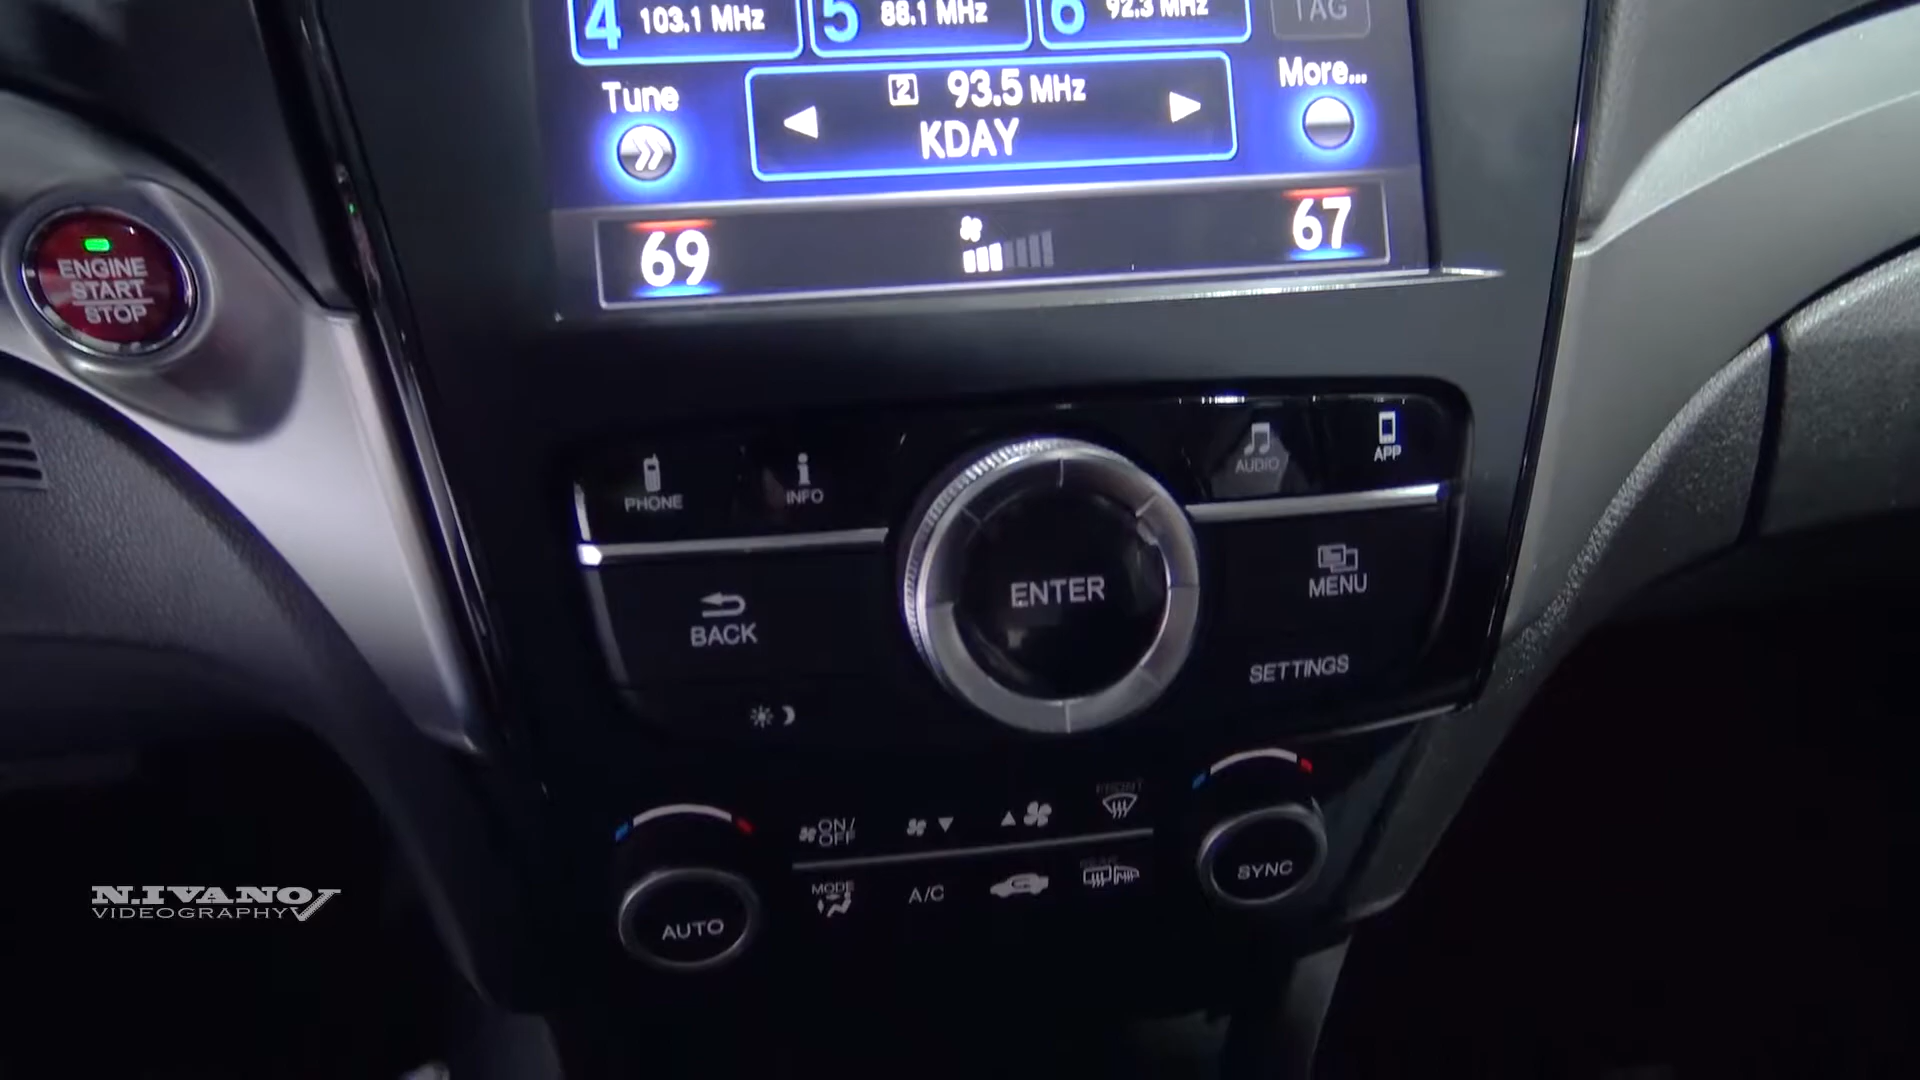 4 103.1 MHz
5 88.1 MHz
6 92.3 MHz
TAG
Tune
2 93.5 MHz
KDAY
More...
69
67
ENGINE
START
STOP
PHONE
INFO
AUDIO
APP
BACK
ENTER
MENU
SETTINGS
ON/
OFF
FRONT
AUTO
MODE
A/C
REAR
SYNC
N.IVANOV
VIDEOGRAPHY